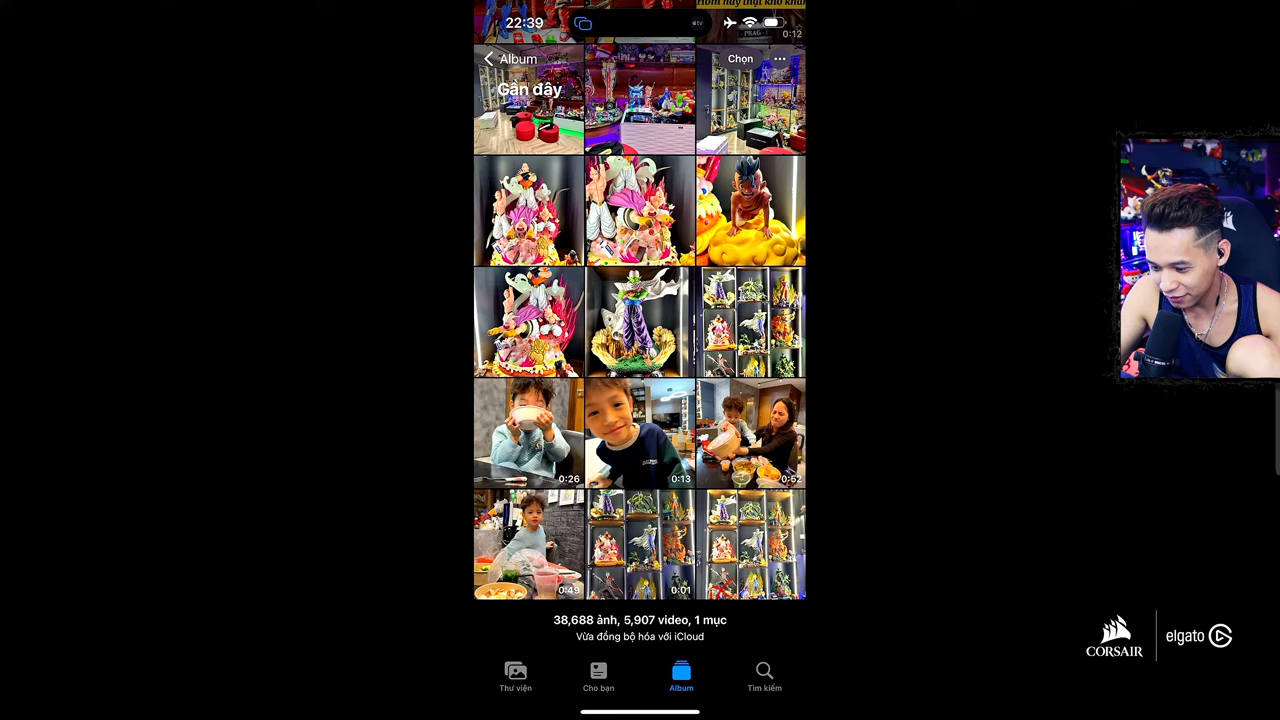 22:39
0:12
Album
Chọn
Gần đây
0:26
0:13
0:52
0:49
0:01
38,688 ảnh, 5,907 video, 1 mục
Vừa đồng bộ hóa với iCloud
Thư viện
Cho bạn
Album
Tìm kiếm
CORSAIR
elgato